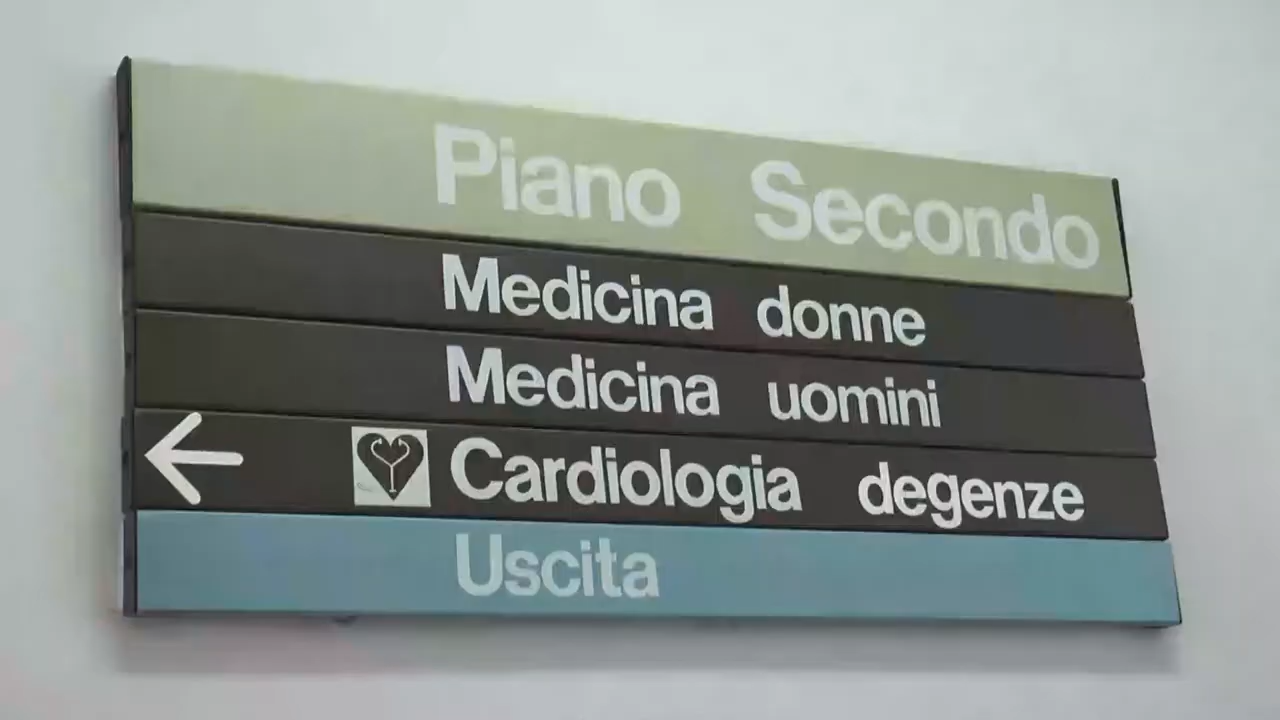 Piano Secondo
Medicina donne
Medicina uomini
Cardiologia degenze
Uscita